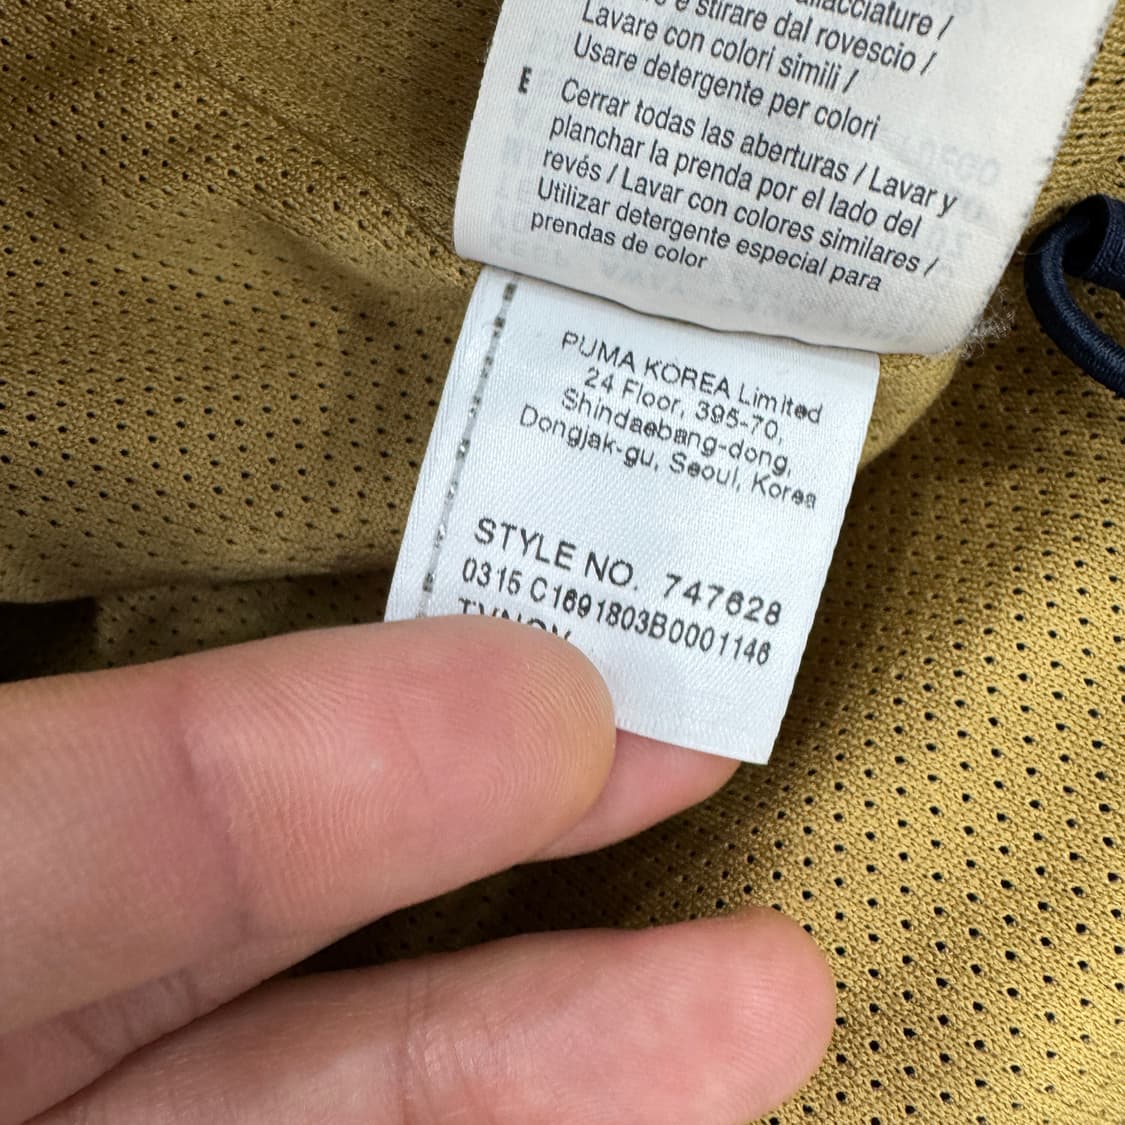 e stirare dal rovescio /
Lavare con colori simili /
Usare detergente per colori
E Cerrar todas las aberturas / Lavar y
planchar la prenda por el lado del
revés / Lavar con colores similares /
Utilizar detergente especial para
prendas de color
PUMA KOREA Limited
24 Floor, 395-70,
Shindaebang-dong,
Dongjak-gu, Seoul, Korea
STYLE NO. 747628
0315 C1691803B0001146